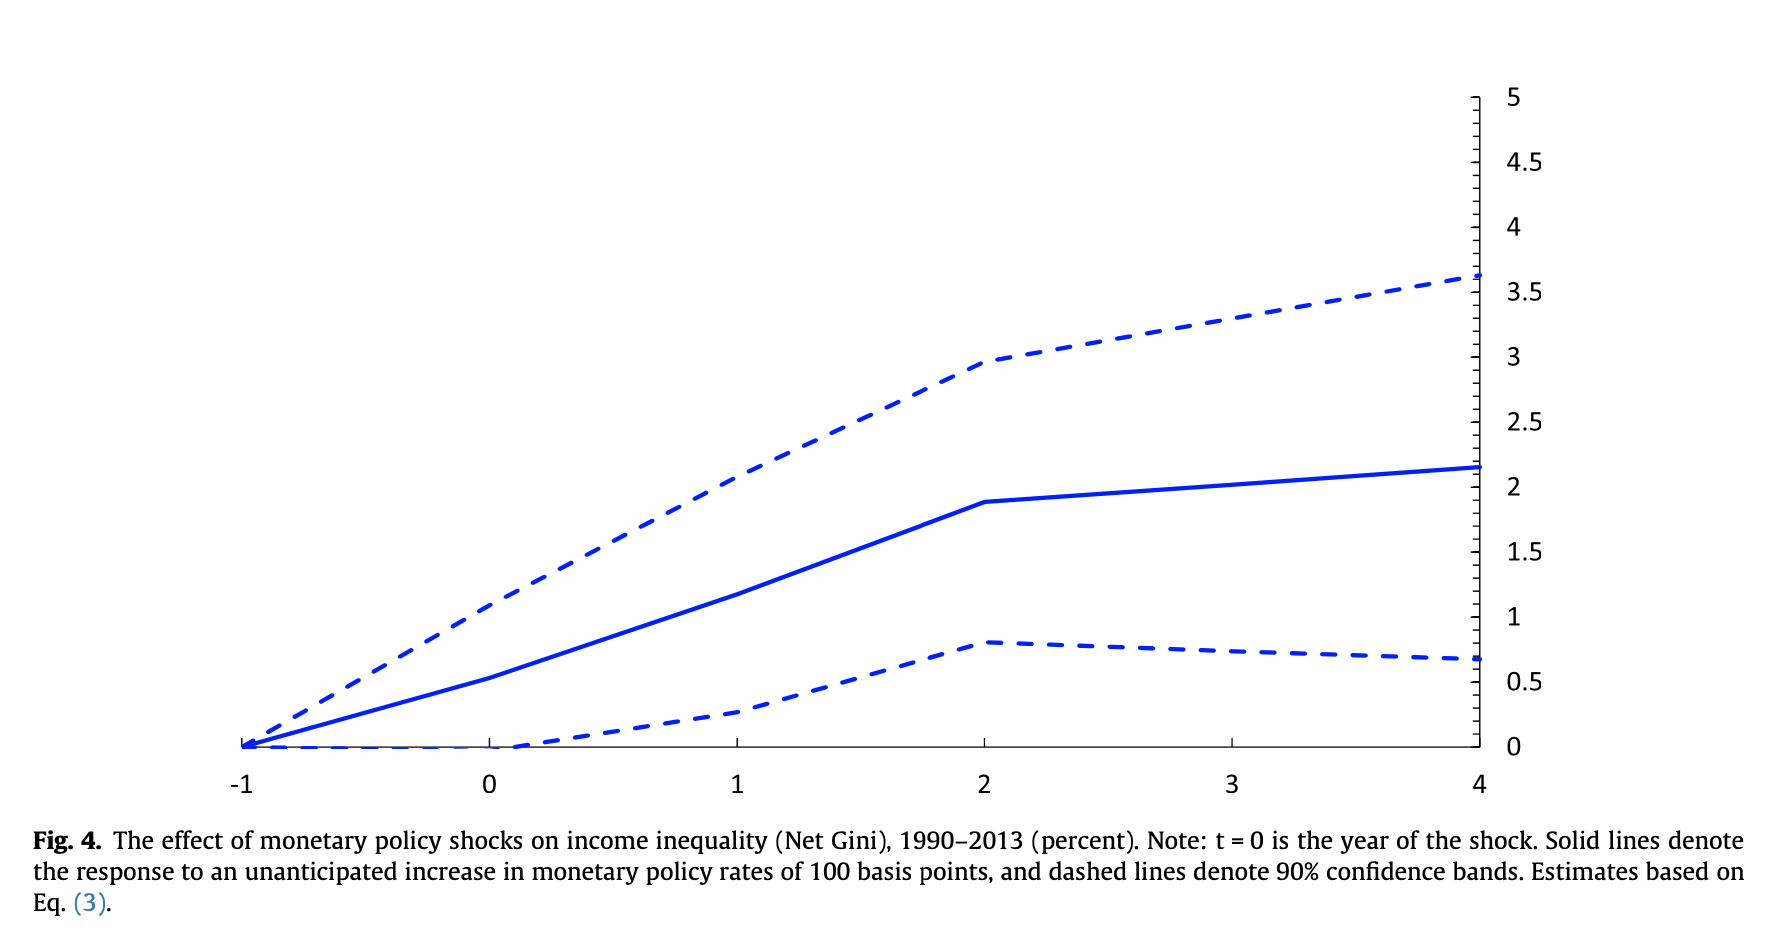 5
4.5
4
3.5
3
2.5
2
1.5
1
0.5
0
-1 0 1 2 3 4
Fig. 4. The effect of monetary policy shocks on income inequality (Net Gini), 1990–2013 (percent). Note: t = 0 is the year of the shock. Solid lines denote
the response to an unanticipated increase in monetary policy rates of 100 basis points, and dashed lines denote 90% confidence bands. Estimates based on
Eq. (3).